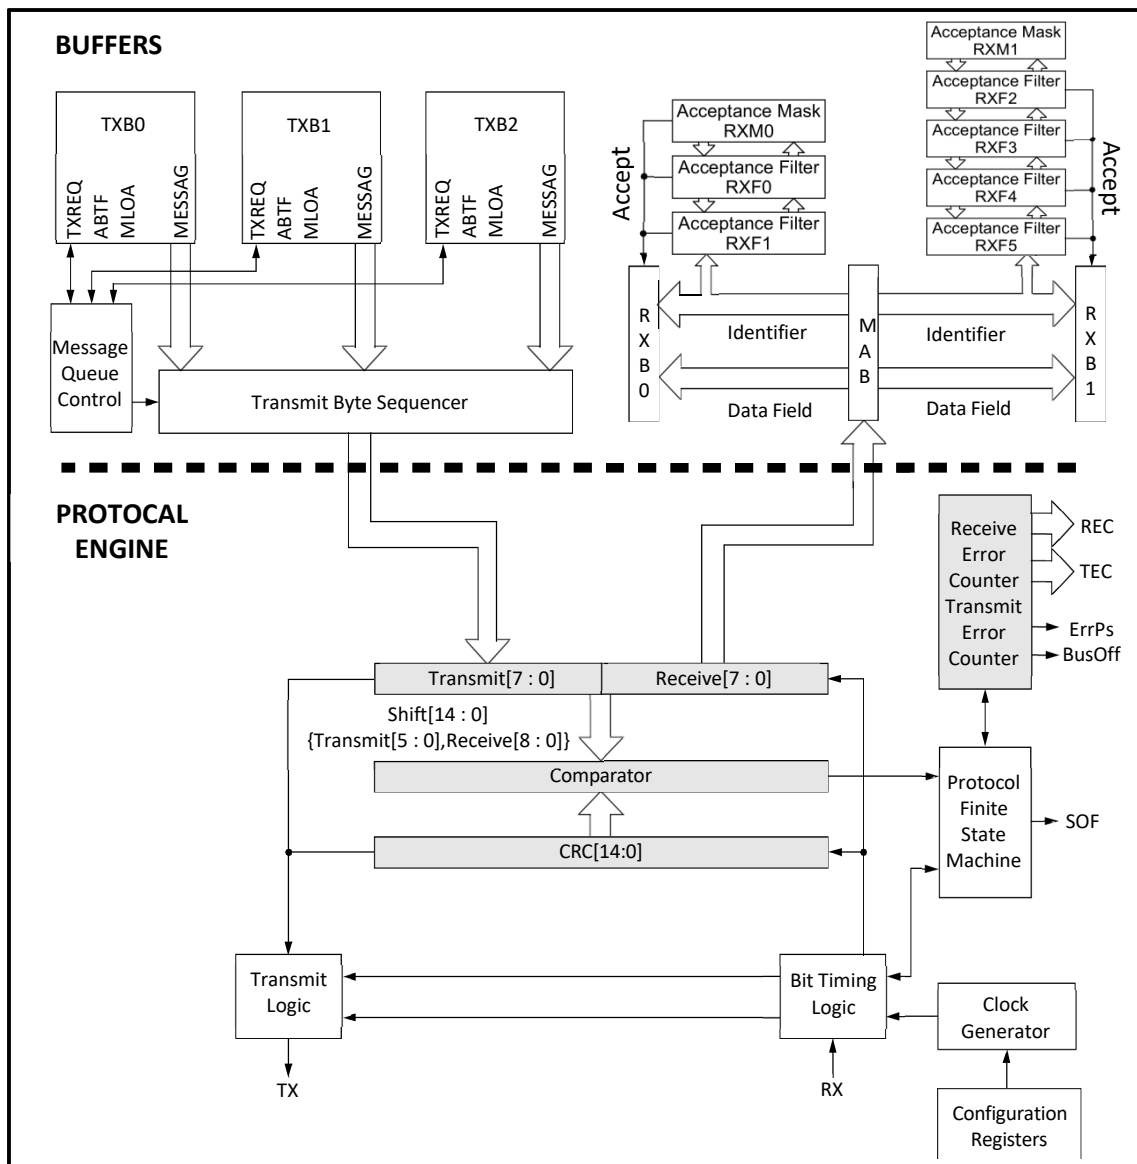 BUFFERS
TXB0
TXREQ
ABTF
MLOA
MESSAG
TXB1
TXREQ
ABTF
MLOA
MESSAG
TXB2
TXREQ
ABTF
MLOA
MESSAG
Message
Queue
Control
Transmit Byte Sequencer
Acceptance Mask
RXM0
Acceptance Filter
RXF0
Acceptance Filter
RXF1
Accept
Acceptance Mask
RXM1
Acceptance Filter
RXF2
Acceptance Filter
RXF3
Acceptance Filter
RXF4
Acceptance Filter
RXF5
Accept
RXB0
Identifier
Data Field
MAB
Identifier
Data Field
RXB1
PROTOCAL
ENGINE
Receive
Error
Counter
Transmit
Error
Counter
REC
TEC
ErrPs
BusOff
Transmit[7 : 0]
Receive[7 : 0]
Shift[14 : 0]
{Transmit[5 : 0],Receive[8 : 0]}
Comparator
CRC[14:0]
Protocol
Finite
State
Machine
SOF
Transmit
Logic
Bit Timing
Logic
Clock
Generator
TX
RX
Configuration
Registers